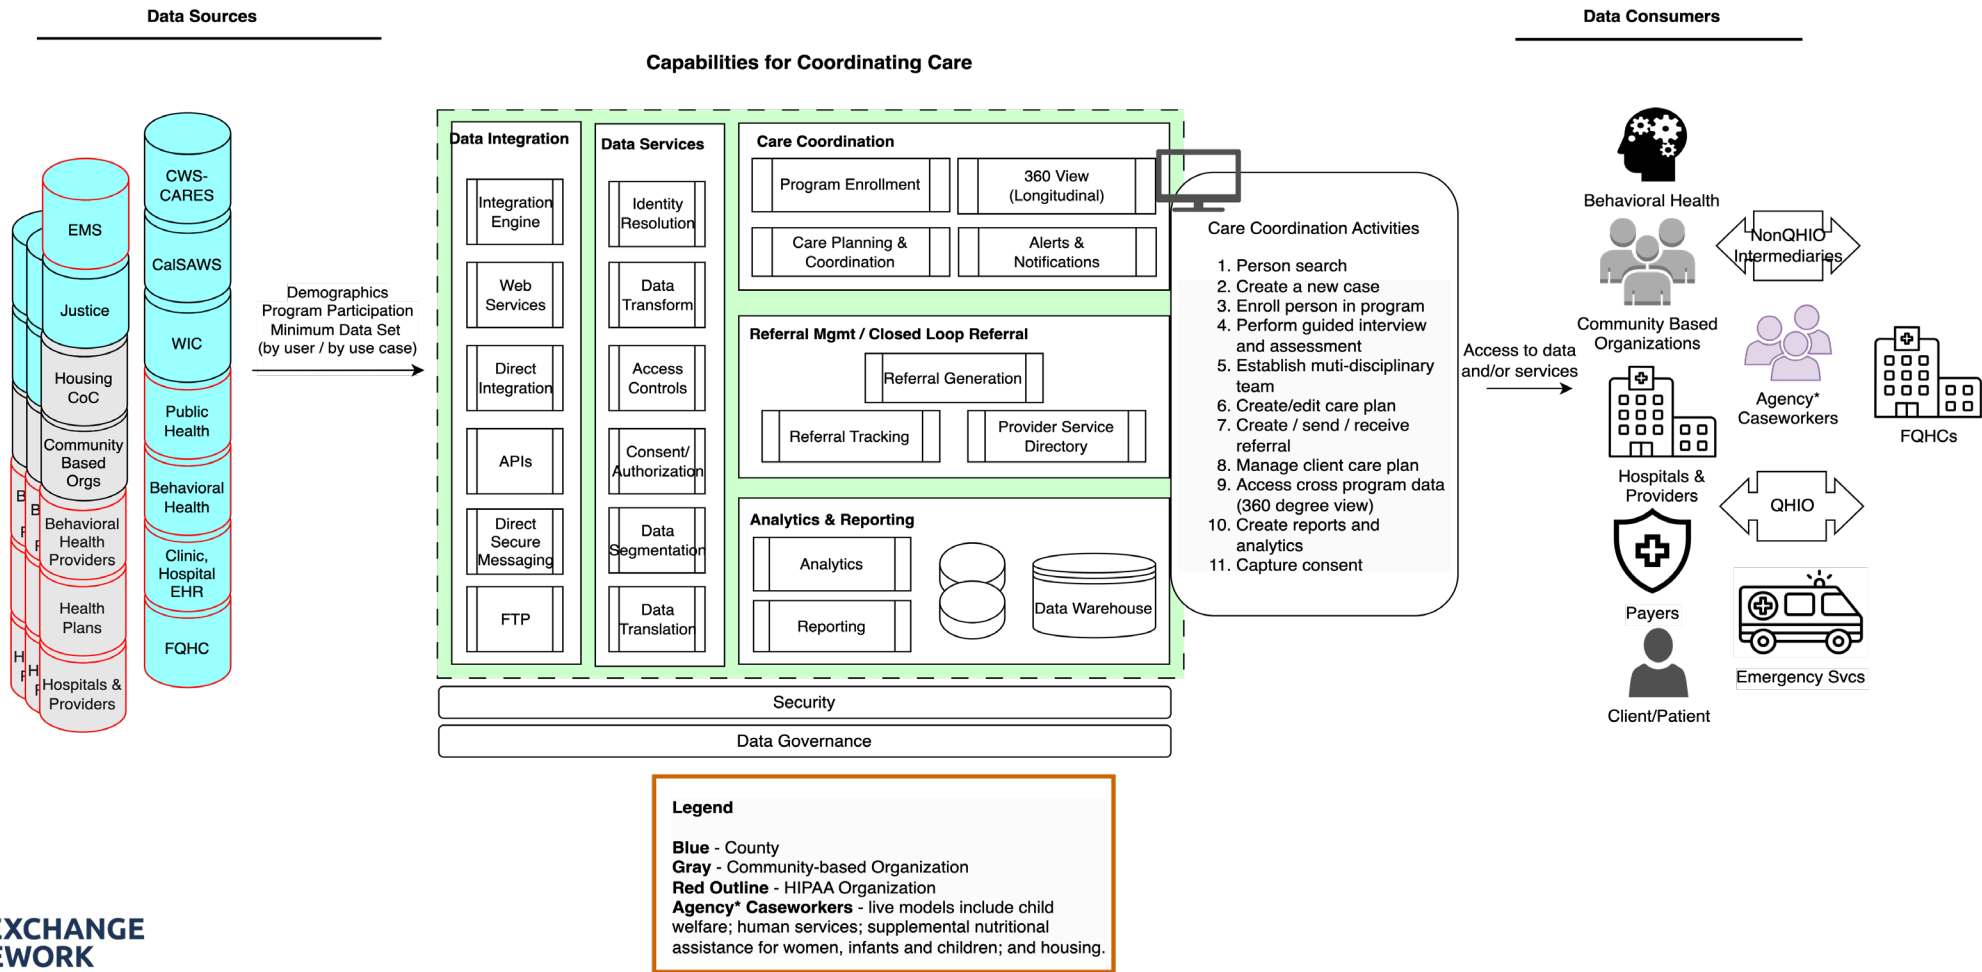 Data Sources
Data Consumers
Capabilities for Coordinating Care
CWS-
CARES
CalSAWS
WIC
Public
Health
Behavioral
Health
Clinic,
Hospital
EHR
FQHC
EMS
Justice
Housing
CoC
Community
Based
Orgs
Behavioral
Health
Providers
Health
Plans
Hospitals &
Providers
B
F
B
F
H
F
H
F
Demographics
Program Participation
Minimum Data Set
(by user / by use case)
Data Integration
Integration
Engine
Web
Services
Direct
Integration
APIs
Direct
Secure
Messaging
FTP
Data Services
Identity
Resolution
Data
Transform
Access
Controls
Consent/
Authorization
Data
Segmentation
Data
Translation
Care Coordination
Program Enrollment
360 View
(Longitudinal)
Care Planning &
Coordination
Alerts &
Notifications
Referral Mgmt / Closed Loop Referral
Referral Generation
Referral Tracking
Provider Service
Directory
Analytics & Reporting
Analytics
Reporting
Data Warehouse
Security
Data Governance
Care Coordination Activities
1. Person search
2. Create a new case
3. Enroll person in program
4. Perform guided interview
and assessment
5. Establish muti-disciplinary
team
6. Create/edit care plan
7. Create / send / receive
referral
8. Manage client care plan
9. Access cross program data
(360 degree view)
10. Create reports and
analytics
11. Capture consent
Access to data
and/or services
Behavioral Health
NonQHIO
Intermediaries
Community Based
Organizations
Agency*
Caseworkers
FQHCs
Hospitals &
Providers
QHIO
Payers
Emergency Svcs
Client/Patient
Legend
Blue - County
Gray - Community-based Organization
Red Outline - HIPAA Organization
Agency* Caseworkers - live models include child
welfare; human services; supplemental nutritional
assistance for women, infants and children; and housing.
EXCHANGE
EWORK